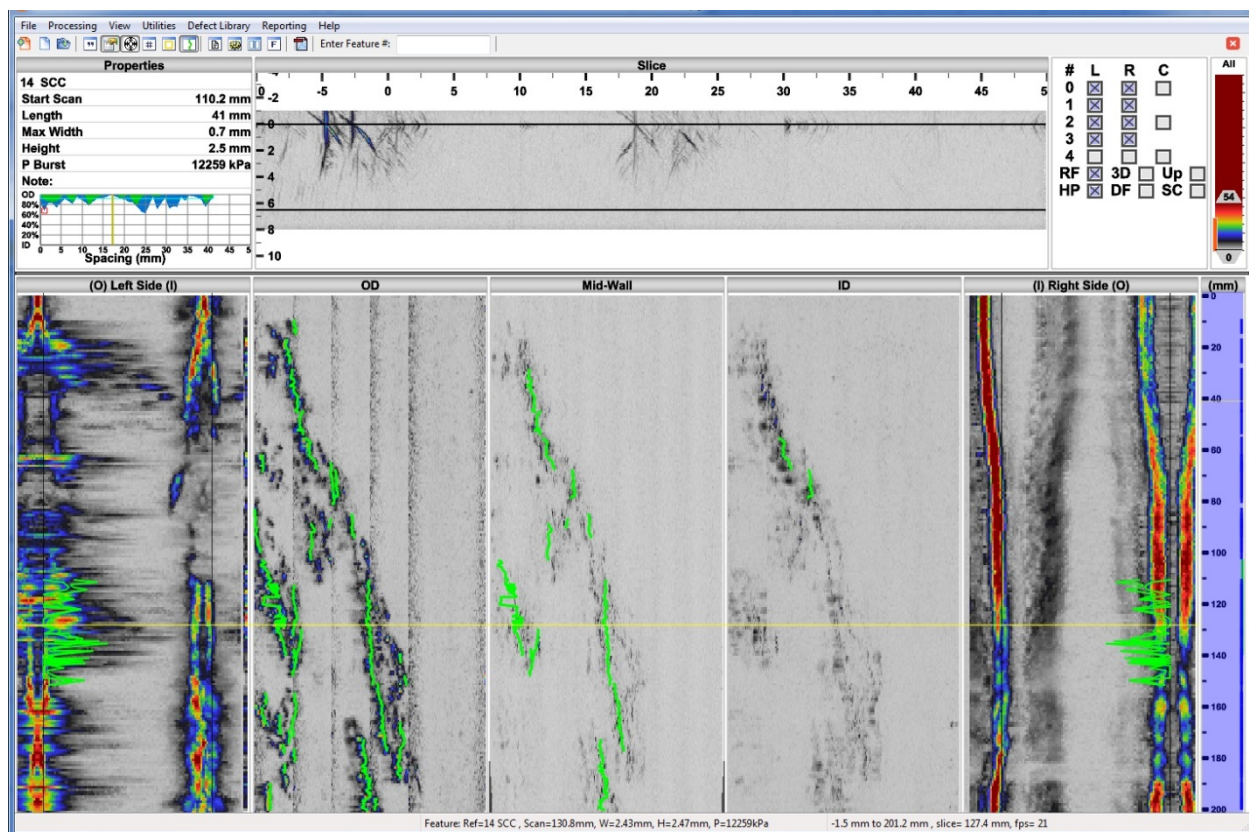 File Processing View Utilities Defect Library Reporting Help
Enter Feature #:
Properties
14 SCC
Start Scan 110.2 mm
Length 41 mm
Max Width 0.7 mm
Height 2.5 mm
P Burst 12259 kPa
Note:
OD
80%
60%
40%
20%
ID
0 5 10 15 20 25 30 35 40 45 5
Spacing (mm)
Slice
0 -5 0 5 10 15 20 25 30 35 40 45 50
-2
0
2
4
6
8
10
# L R C
0
1
2
3
4
RF 3D Up
HP DF SC
All
54
0
(O) Left Side (I)
OD
Mid-Wall
ID
(I) Right Side (O)
(mm)
0
20
40
60
80
100
120
140
160
180
200
Feature: Ref=14 SCC , Scan=130.8mm, W=2.43mm, H=2.47mm, P=12259kPa
-1.5 mm to 201.2 mm , slice= 127.4 mm, fps= 21